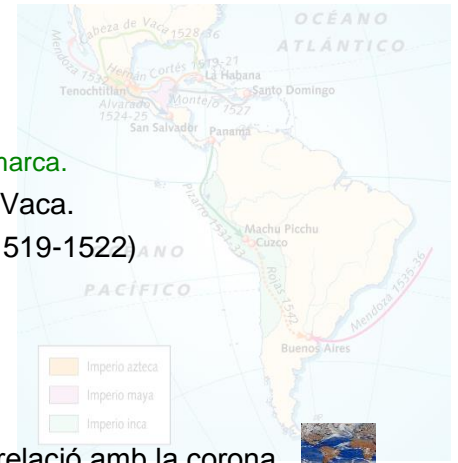 OCÉANO
ATLÁNTICO
Cabeza de Vaca 1528-36
Mendoza 1532
Hernán Cortés 1519-21
La Habana
Tenochtitlan
Montejo 1527
Santo Domingo
Alvarado
1524-25
San Salvador
Panamá
marca.
Vaca.
519-1522)
Pizarro 1531-33
Machu Picchu
Cuzco
ANO
PACÍFICO
Rojas 1542
Mendoza 1535-36
Buenos Aires
Imperio azteca
Imperio maya
Imperio inca
relació amb la corona